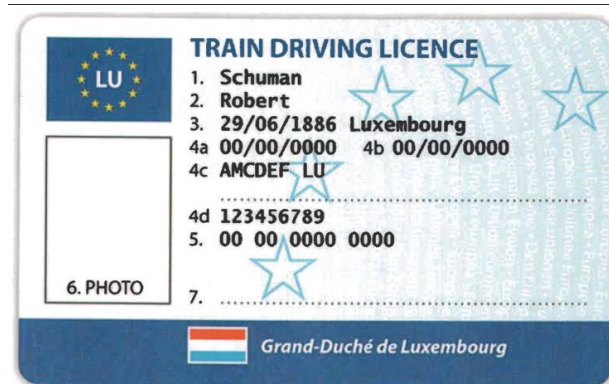 LU
TRAIN DRIVING LICENCE
1. Schuman
2. Robert
3. 29/06/1886 Luxembourg
4a 00/00/0000 4b 00/00/0000
4c AMCDEF LU
4d 123456789
5. 00 00 0000 0000
6. PHOTO
7.
Grand-Duché de Luxembourg